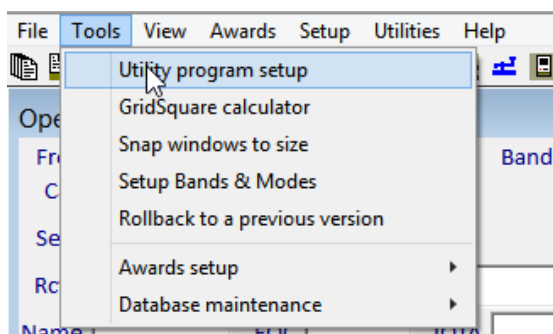 File Tools View Awards Setup Utilities Help
Utility program setup
GridSquare calculator
Snap windows to size
Setup Bands & Modes
Rollback to a previous version
Awards setup
Database maintenance
Band
Name